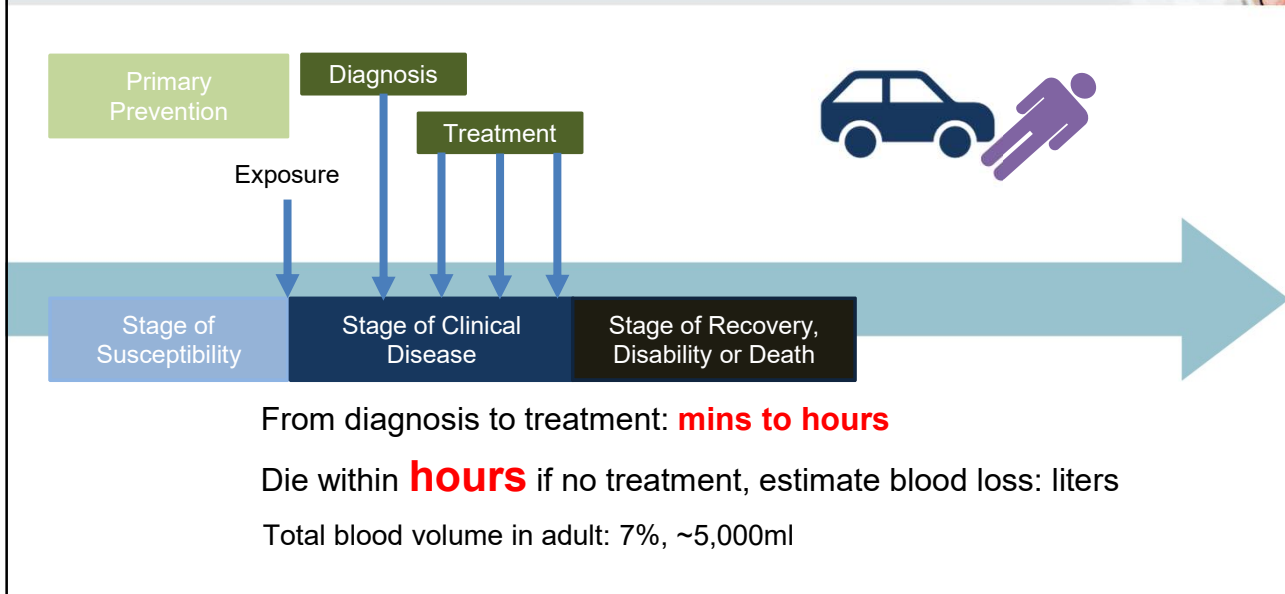 Primary
Prevention
Diagnosis
Treatment
Exposure
Stage of
Susceptibility
Stage of Clinical
Disease
Stage of Recovery,
Disability or Death
From diagnosis to treatment: mins to hours
Die within hours if no treatment, estimate blood loss: liters
Total blood volume in adult: 7%, ~5,000ml